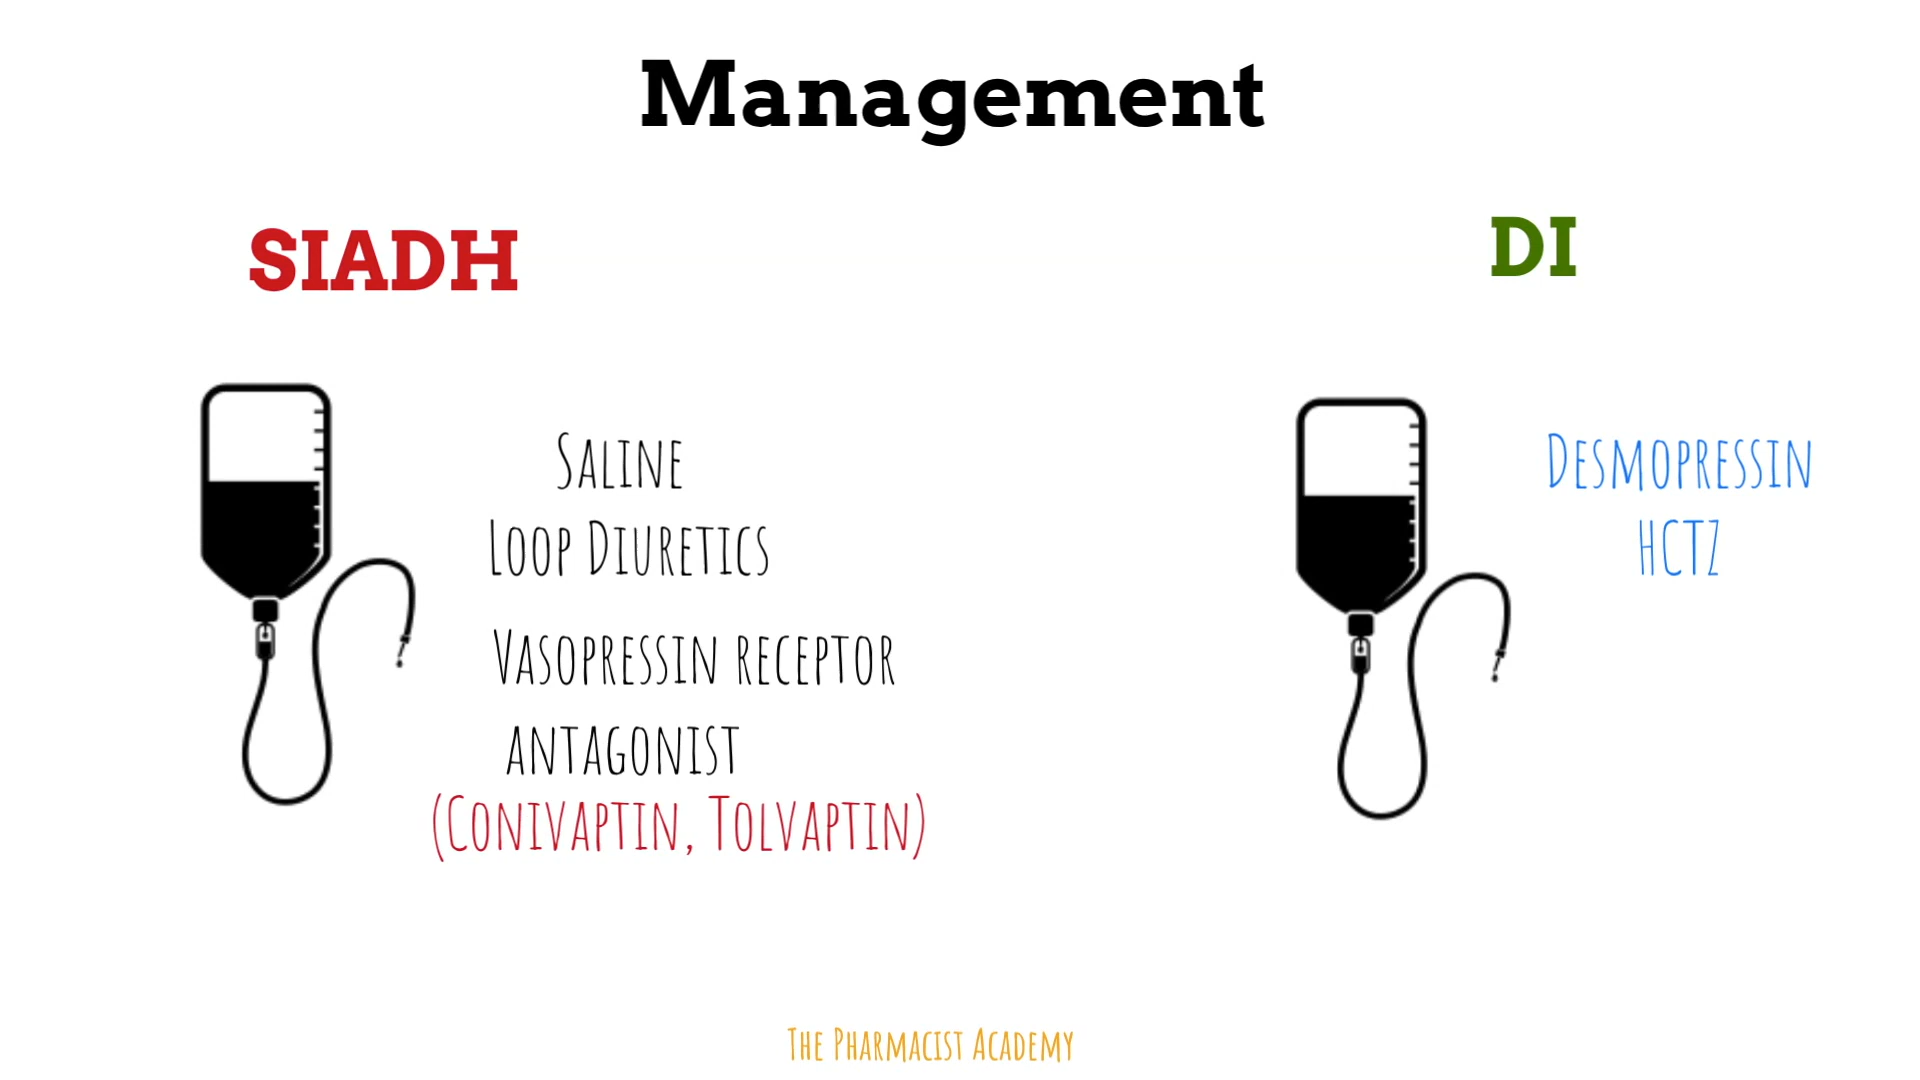 Management
SIADH
Saline
Loop Diuretics
Vasopressin receptor
antagonist
(Conivaptin, Tolvaptin)
DI
Desmopressin
HCTZ
The Pharmacist Academy